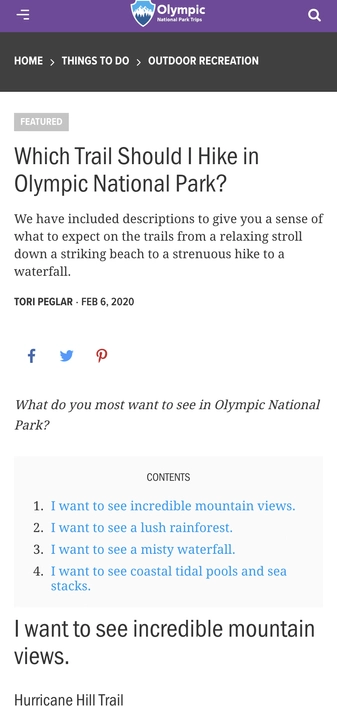 Olympic
National Park Trips
HOME > THINGS TO DO > OUTDOOR RECREATION
FEATURED
Which Trail Should I Hike in
Olympic National Park?
We have included descriptions to give you a sense of
what to expect on the trails from a relaxing stroll
down a striking beach to a strenuous hike to a
waterfall.
TORI PEGLAR - FEB 6, 2020
What do you most want to see in Olympic National
Park?
CONTENTS
1. I want to see incredible mountain views.
2. I want to see a lush rainforest.
3. I want to see a misty waterfall.
4. I want to see coastal tidal pools and sea
stacks.
I want to see incredible mountain
views.
Hurricane Hill Trail